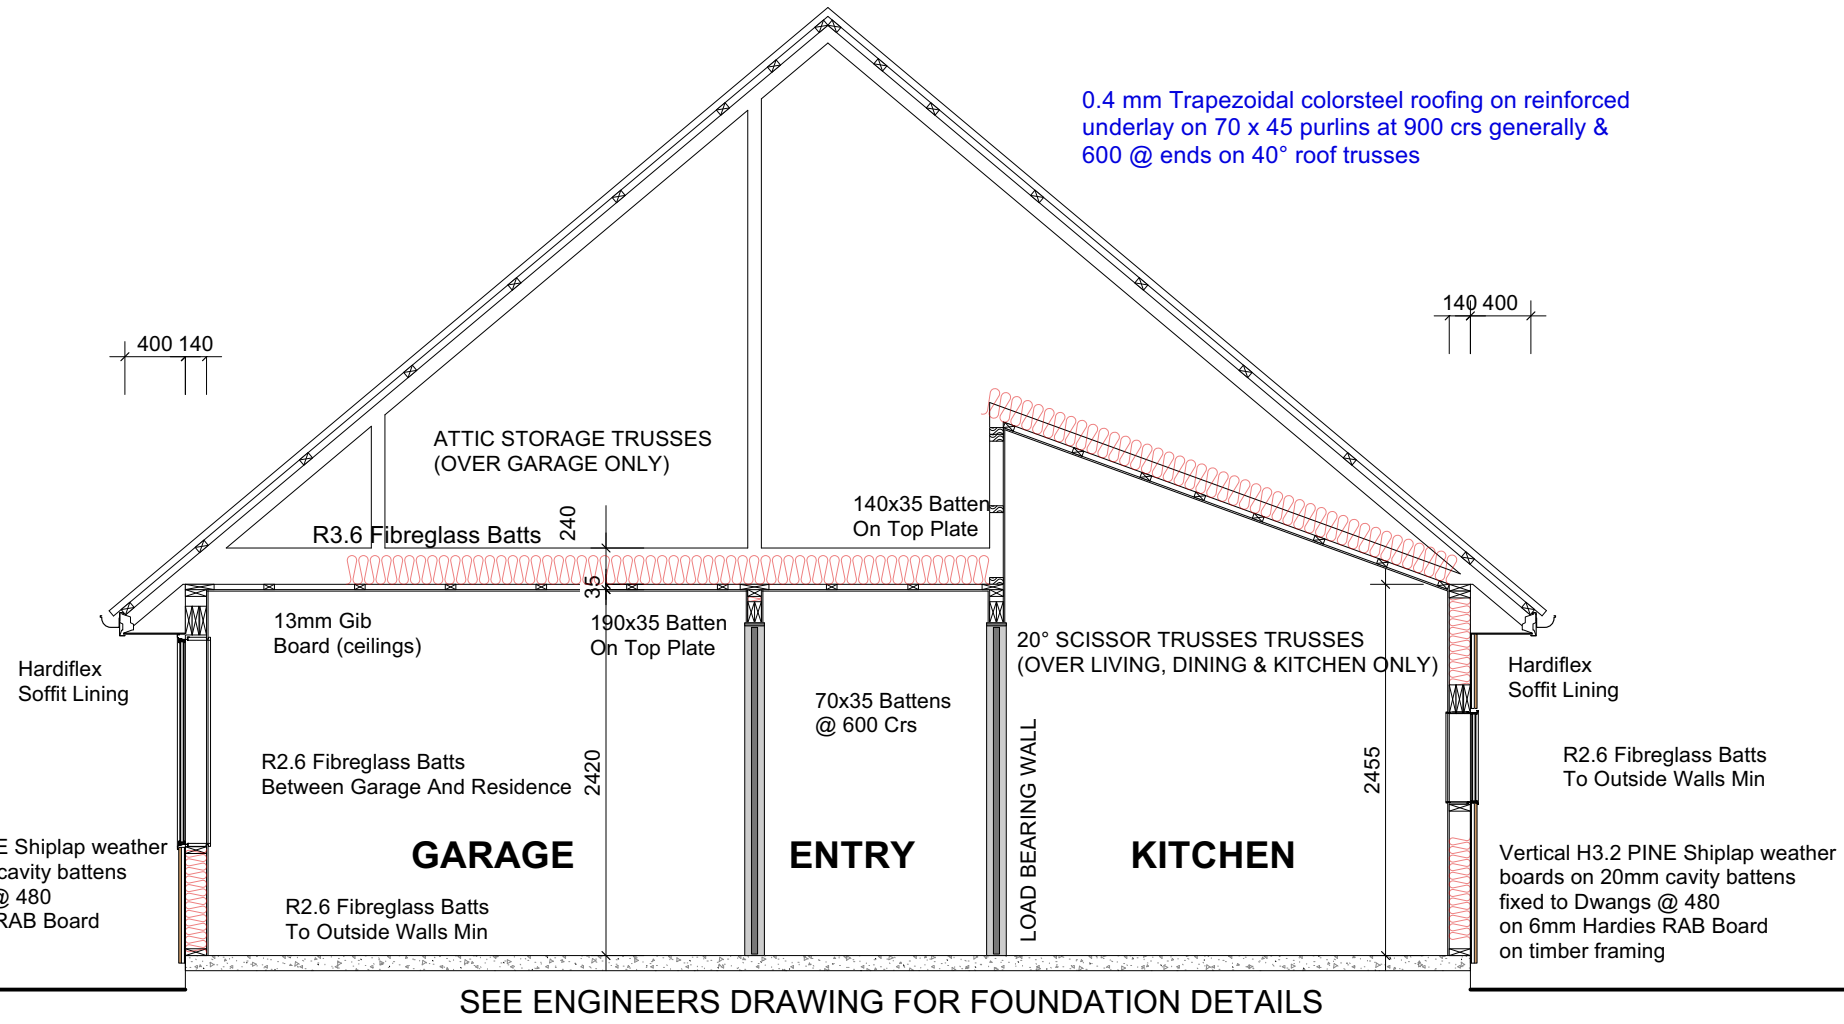 0.4 mm Trapezoidal colorsteel roofing on reinforced
underlay on 70 x 45 purlins at 900 crs generally &
600 @ ends on 40° roof trusses
140 400
400 140
ATTIC STORAGE TRUSSES
(OVER GARAGE ONLY)
R3.6 Fibreglass Batts
240
140x35 Batten
On Top Plate
35
13mm Gib
Board (ceilings)
190x35 Batten
On Top Plate
20° SCISSOR TRUSSES TRUSSES
(OVER LIVING, DINING & KITCHEN ONLY)
Hardiflex
Soffit Lining
Hardiflex
Soffit Lining
70x35 Battens
@ 600 Crs
LOAD BEARING WALL
R2.6 Fibreglass Batts
Between Garage And Residence
2420
2455
R2.6 Fibreglass Batts
To Outside Walls Min
GARAGE
ENTRY
KITCHEN
E Shiplap weather
cavity battens
@ 480
RAB Board
R2.6 Fibreglass Batts
To Outside Walls Min
Vertical H3.2 PINE Shiplap weather
boards on 20mm cavity battens
fixed to Dwangs @ 480
on 6mm Hardies RAB Board
on timber framing
SEE ENGINEERS DRAWING FOR FOUNDATION DETAILS